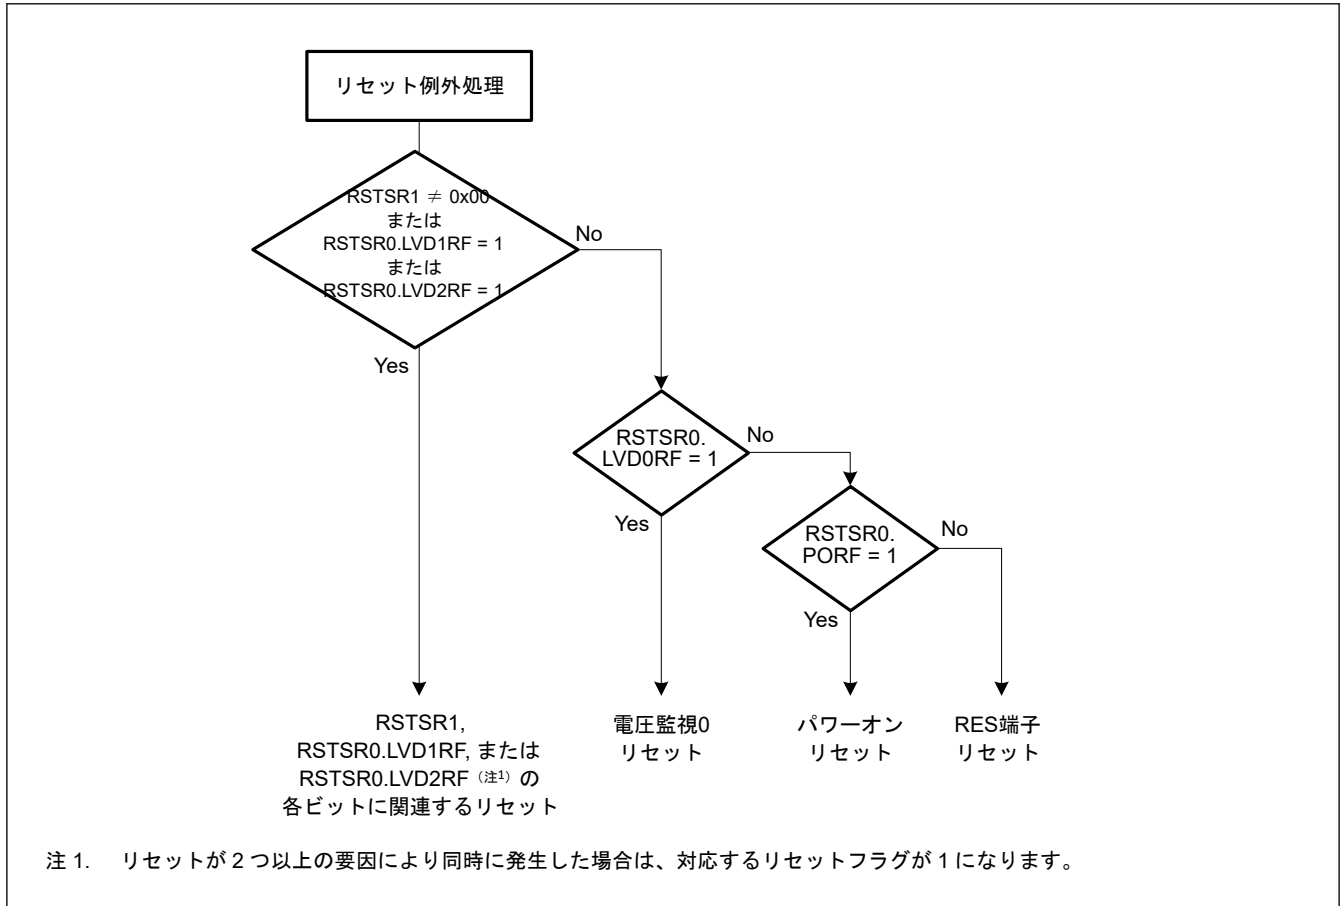 リセット例外処理
RSTSR1 ≠ 0x00
または
RSTSR0.LVD1RF = 1
または
RSTSR0.LVD2RF = 1
No
Yes
RSTSR0.
LVD0RF = 1
No
Yes
RSTSR0.
PORF = 1
No
Yes
RSTSR1,
RSTSR0.LVD1RF, または
RSTSR0.LVD2RF（注1）の
各ビットに関連するリセット
電圧監視0
リセット
パワーオン
リセット
RES端子
リセット
注 1. リセットが 2 つ以上の要因により同時に発生した場合は、対応するリセットフラグが 1 になります。